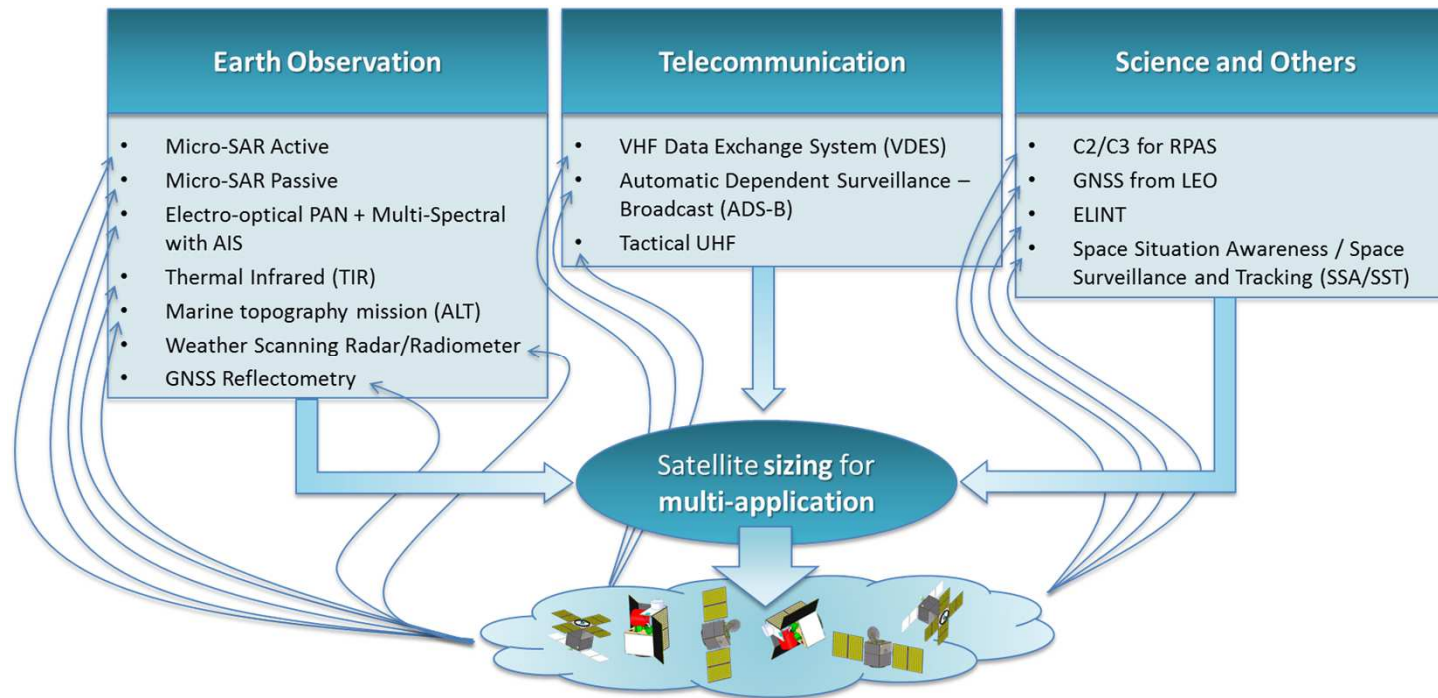 Earth Observation
• Micro-SAR Active
• Micro-SAR Passive
• Electro-optical PAN + Multi-Spectral
with AIS
• Thermal Infrared (TIR)
• Marine topography mission (ALT)
• Weather Scanning Radar/Radiometer
• GNSS Reflectometry
Telecommunication
• VHF Data Exchange System (VDES)
• Automatic Dependent Surveillance –
Broadcast (ADS-B)
• Tactical UHF
Science and Others
• C2/C3 for RPAS
• GNSS from LEO
• ELINT
• Space Situation Awareness / Space
Surveillance and Tracking (SSA/SST)
Satellite sizing for
multi-application